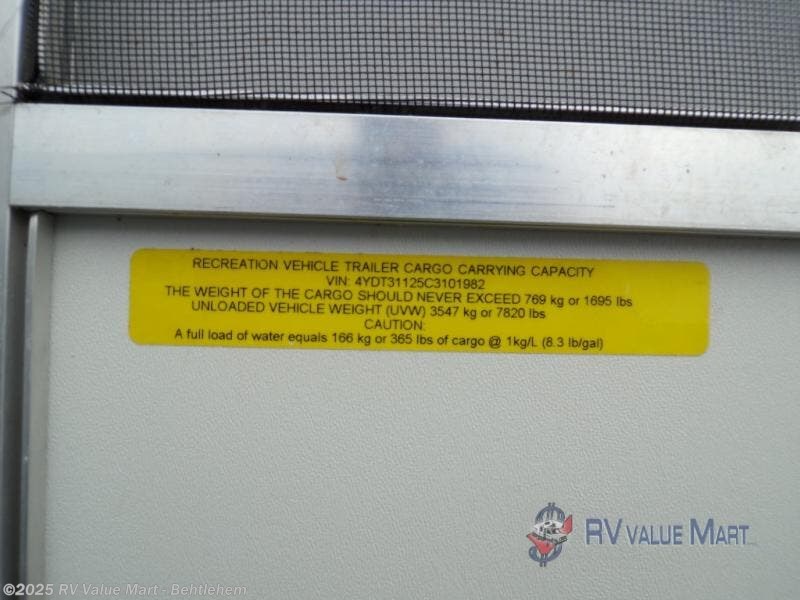 RECREATION VEHICLE TRAILER CARGO CARRYING CAPACITY
VIN: 4YDT31125C3101982
THE WEIGHT OF THE CARGO SHOULD NEVER EXCEED 769 kg or 1695 lbs
UNLOADED VEHICLE WEIGHT (UVW) 3547 kg or 7820 lbs
CAUTION:
A full load of water equals 166 kg or 365 lbs of cargo @ 1kg/L (8.3 lb/gal)
RV VALUE MART
©2025 RV Value Mart - Behtlehem